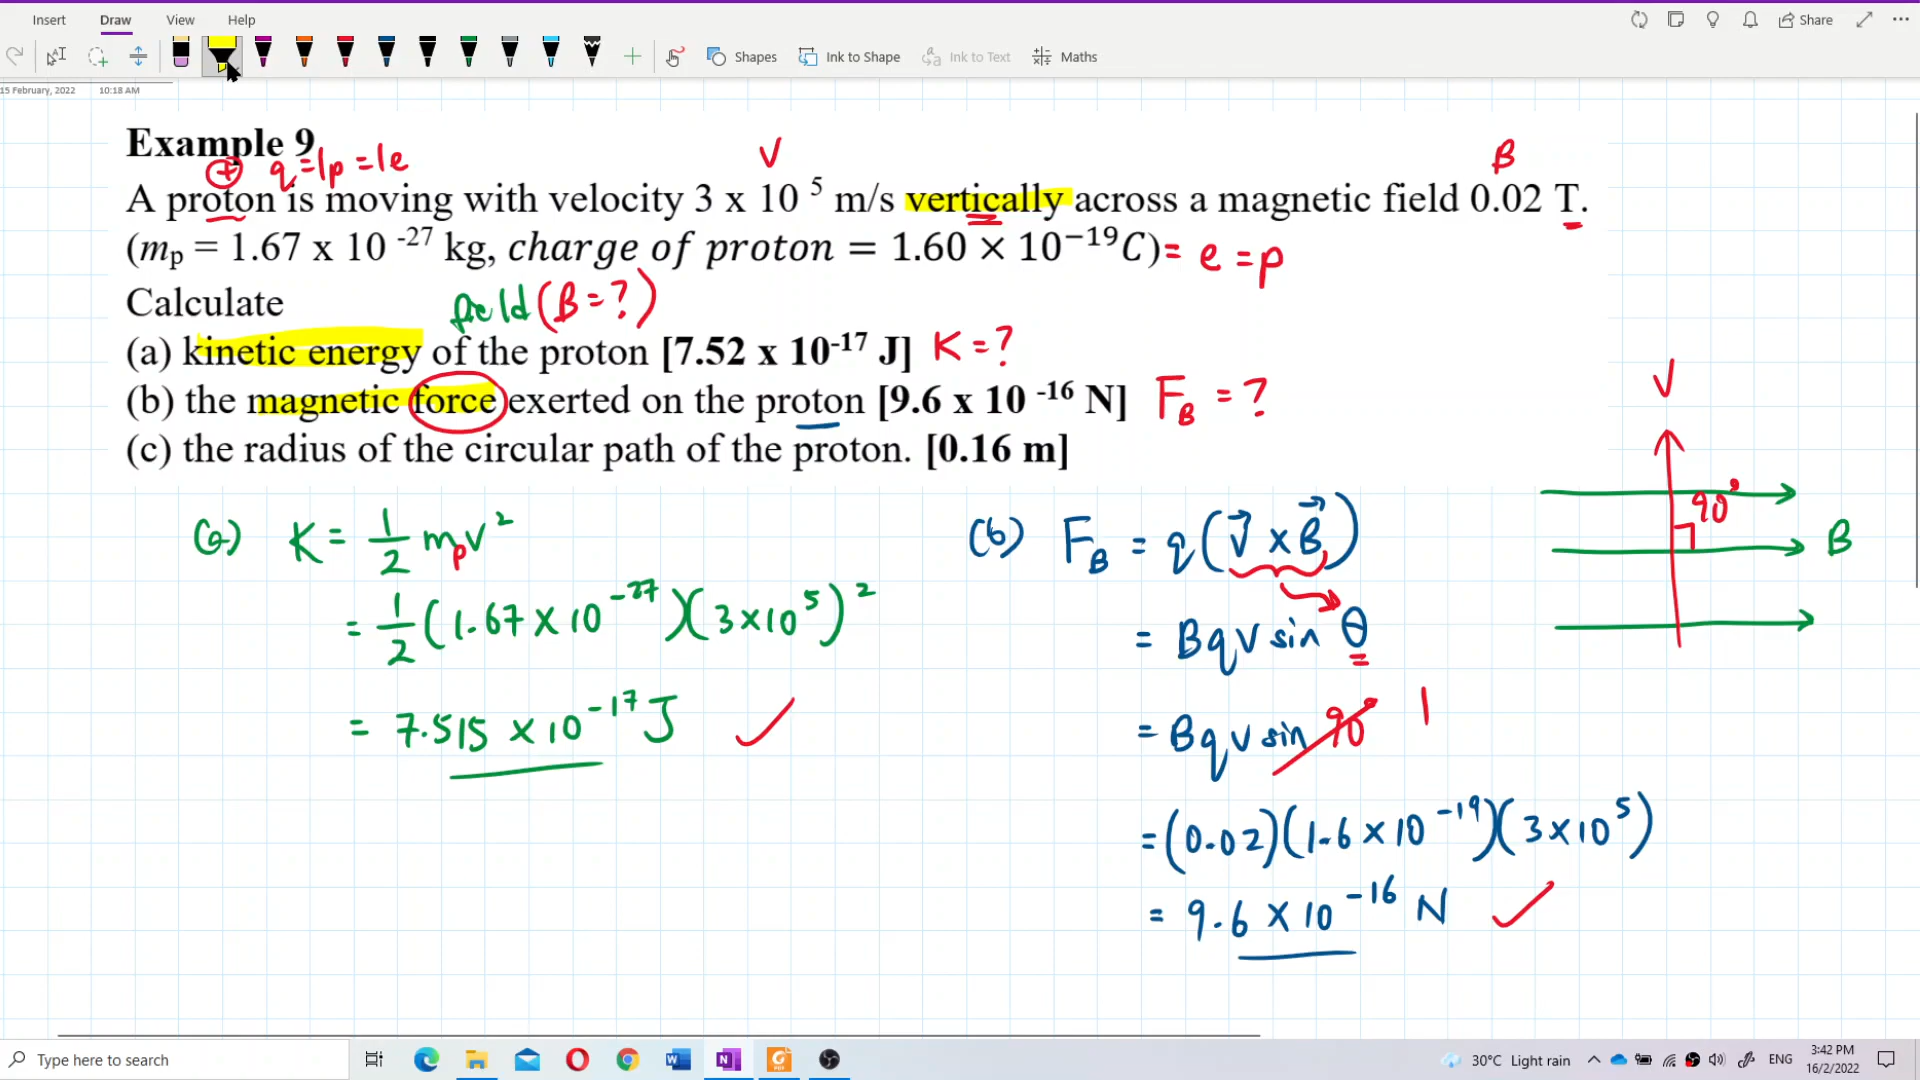 Insert Draw View Help
Share
Shapes Ink to Shape Ink to Text Maths
15 February, 2022 10:18 AM
Example 9
⊕ q = 1p = 1e V B
A proton is moving with velocity 3 x 10 ⁵ m/s vertically across a magnetic field 0.02 T.
(mₚ = 1.67 x 10 ⁻²⁷ kg, charge of proton = 1.60 × 10⁻¹⁹C) = e = p
Calculate field (B = ?)
(a) kinetic energy of the proton [7.52 x 10⁻¹⁷ J] K = ?
(b) the magnetic force exerted on the proton [9.6 x 10 ⁻¹⁶ N] F_B = ?
(c) the radius of the circular path of the proton. [0.16 m]
V
90°
B
(a) K = 1/2 mₚv²
= 1/2 (1.67 × 10⁻²⁷)(3×10⁵)²
= 7.515 × 10⁻¹⁷ J
(b) F_B = q(V⃗ × B⃗)
= BqV sin θ
= BqV sin 90 1
= (0.02)(1.6 × 10⁻¹⁹)(3×10⁵)
= 9.6 × 10⁻¹⁶ N
Type here to search
30°C Light rain ENG 3:42 PM
16/2/2022